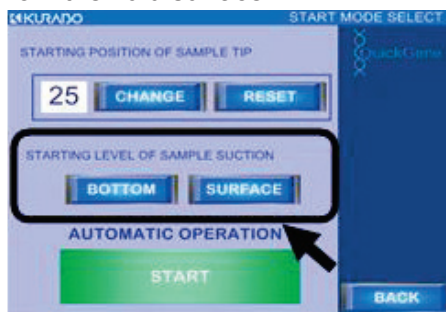 KURABO
START MODE SELECT
STARTING POSITION OF SAMPLE TIP
QuickGene
25 CHANGE RESET
STARTING LEVEL OF SAMPLE SUCTION
BOTTOM SURFACE
AUTOMATIC OPERATION
START
BACK